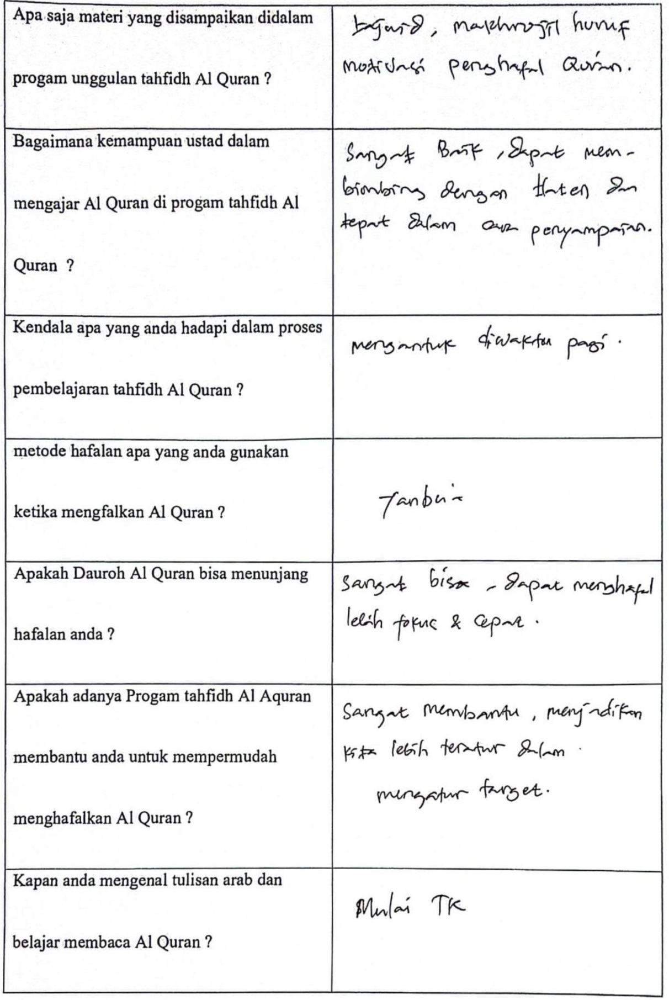 Apa saja materi yang disampaikan didalam
progam unggulan tahfidh Al Quran ?
tajwid, makhrojil huruf
motivasi penghafal Qur'an.
Bagaimana kemampuan ustad dalam
mengajar Al Quran di progam tahfidh Al
Quran ?
Sangat Baik, dapat mem-
bimbing dengan dan
tepat dalam cara penyampaian.
Kendala apa yang anda hadapi dalam proses
pembelajaran tahfidh Al Quran ?
mengantuk diwaktu pagi.
metode hafalan apa yang anda gunakan
ketika mengfalkan Al Quran ?
Apakah Dauroh Al Quran bisa menunjang
hafalan anda ?
Sangat bisa, dapat menghafal
lebih fokus & cepat.
Apakah adanya Progam tahfidh Al Aquran
membantu anda untuk mempermudah
menghafalkan Al Quran ?
Sangat membantu, menjadikan
kita lebih teratur dalam
mengatur target.
Kapan anda mengenal tulisan arab dan
belajar membaca Al Quran ?
Mulai TK